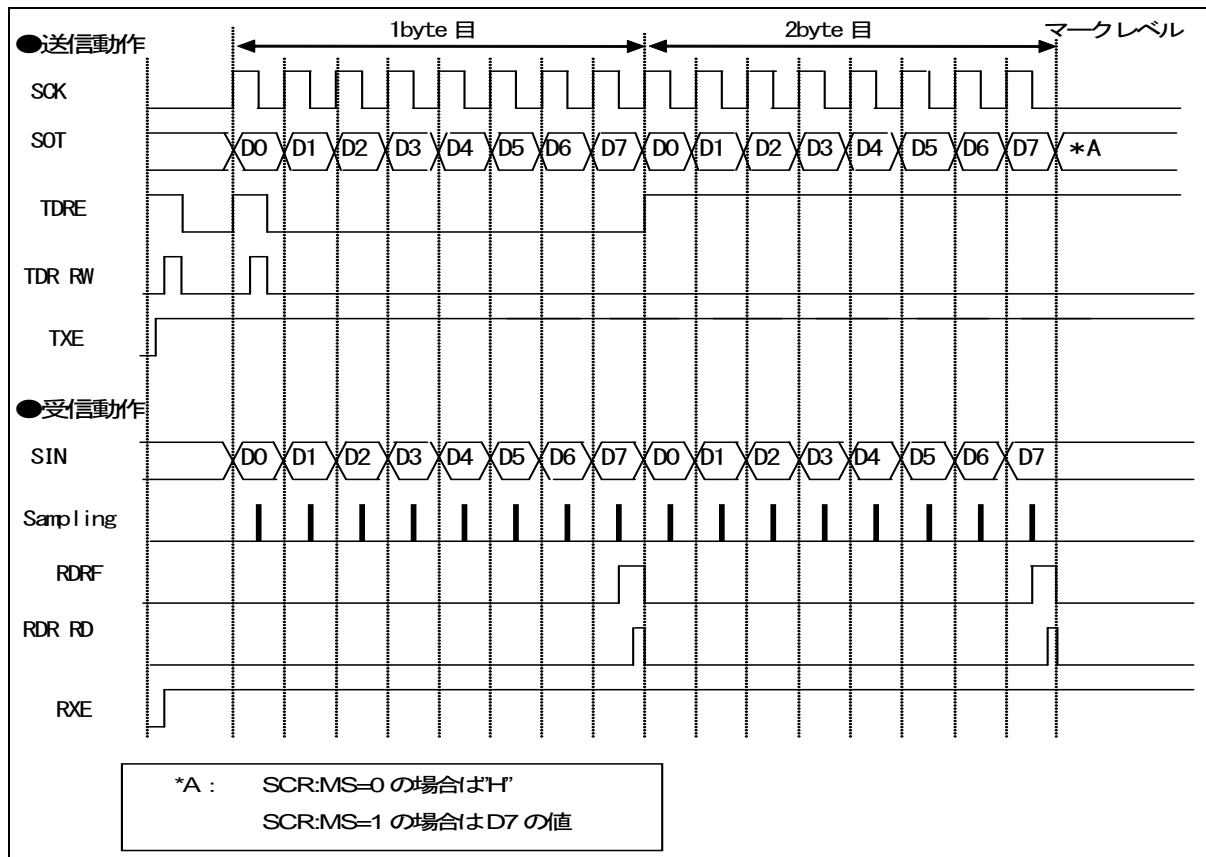 1byte 目 2byte 目 マークレベル
●送信動作
SCK
SOT D0 D1 D2 D3 D4 D5 D6 D7 D0 D1 D2 D3 D4 D5 D6 D7 *A
TDRE
TDR RW
TXE
●受信動作
SIN D0 D1 D2 D3 D4 D5 D6 D7 D0 D1 D2 D3 D4 D5 D6 D7
Sampling
RDRF
RDR RD
RXE
*A : SCR:MS=0 の場合は"H"
SCR:MS=1 の場合は D7 の値